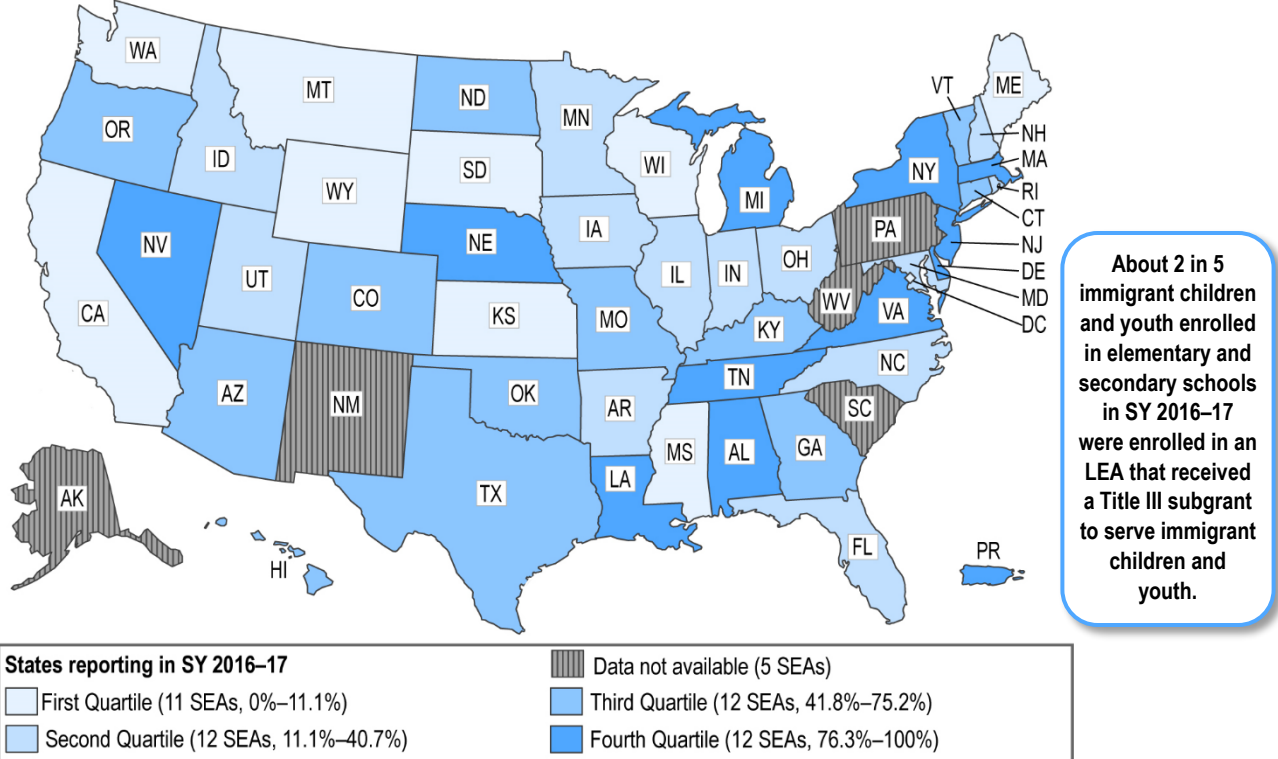 WA
MT
ND
MN
VT
ME
OR
ID
SD
WI
NH
MA
WY
NY
MI
RI
CT
NV
NE
IA
PA
NJ
UT
IL
IN
OH
DE
CO
WV
MD
CA
KS
MO
KY
VA
DC
AZ
NM
OK
TN
NC
AR
SC
MS
AL
GA
AK
TX
LA
HI
FL
PR
About 2 in 5
immigrant children
and youth enrolled
in elementary and
secondary schools
in SY 2016–17
were enrolled in an
LEA that received
a Title III subgrant
to serve immigrant
children and
youth.
States reporting in SY 2016–17
First Quartile (11 SEAs, 0%–11.1%)
Second Quartile (12 SEAs, 11.1%–40.7%)
Data not available (5 SEAs)
Third Quartile (12 SEAs, 41.8%–75.2%)
Fourth Quartile (12 SEAs, 76.3%–100%)